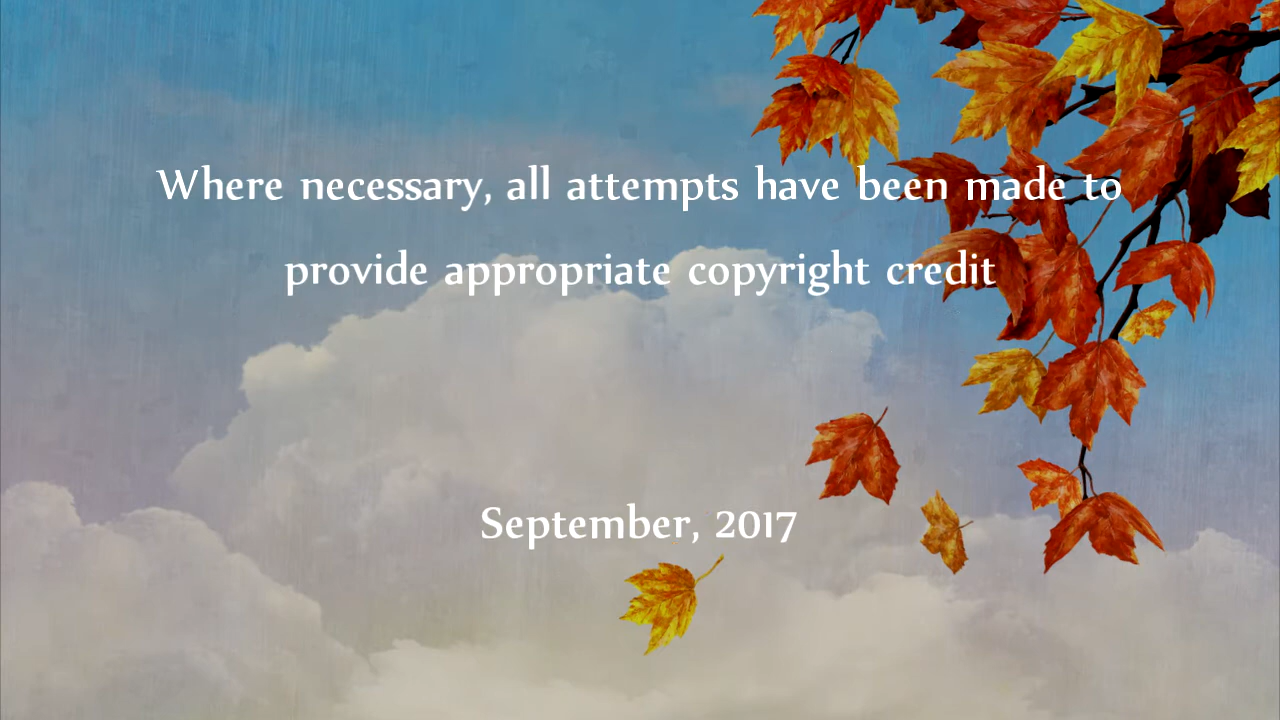 Where necessary, all attempts have been made to
provide appropriate copyright credit
September, 2017